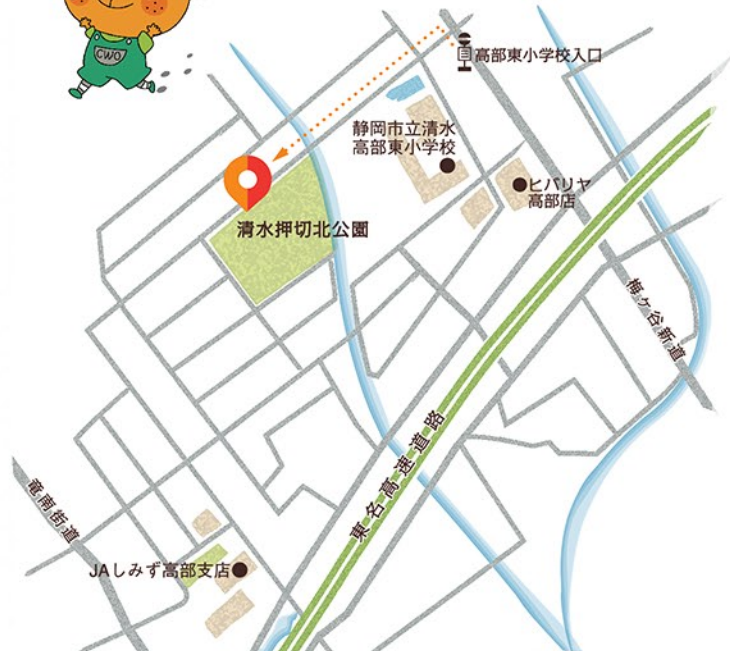 CWO
高部東小学校入口
静岡市立清水
高部東小学校
ヒバリヤ
高部店
清水押切北公園
梅ヶ谷新道
東名高速道路
竜南街道
JAしみず高部支店